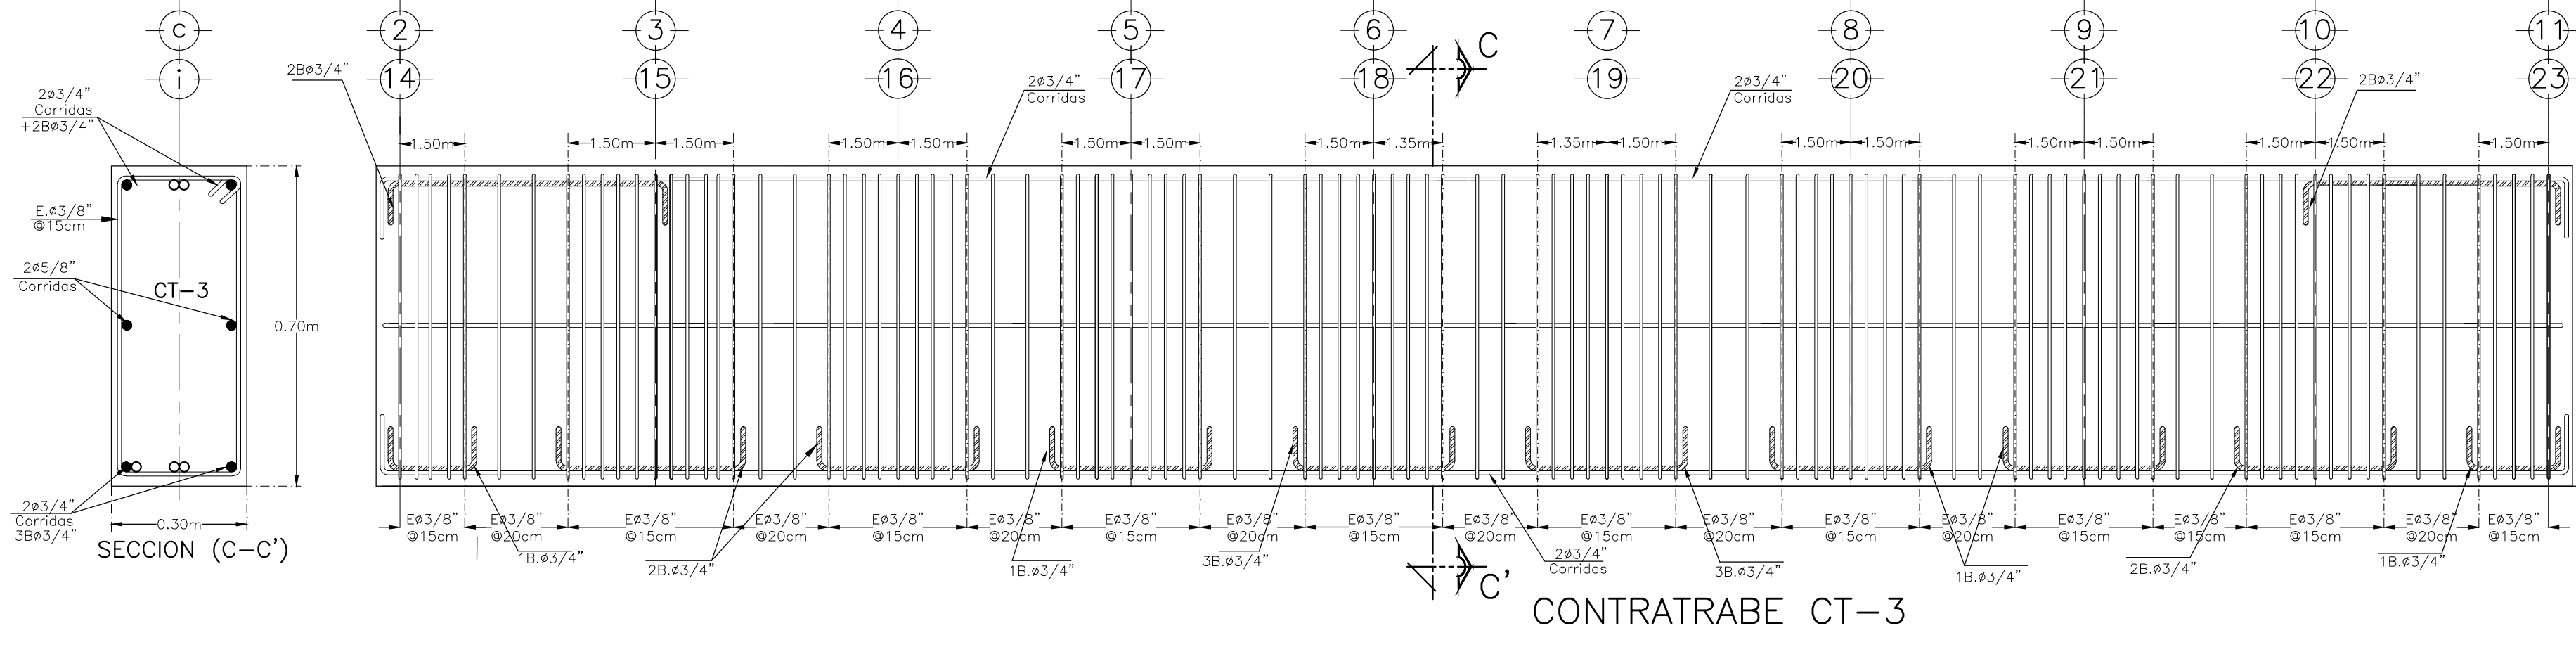 c
2
3
4
5
6
7
8
9
10
11
i
14
15
16
17
18
19
20
21
22
23
C
2Bø3/4"
2ø3/4"
Corridas
2ø3/4"
Corridas
2Bø3/4"
2ø3/4"
Corridas
+2Bø3/4"
1.50m
1.50m
1.50m
1.50m
1.50m
1.50m
1.50m
1.50m
1.35m
1.35m
1.50m
1.50m
1.50m
1.50m
1.50m
1.50m
1.50m
1.50m
E.ø3/8"
@15cm
2ø5/8"
Corridas
CT-3
0.70m
2ø3/4"
Corridas
3Bø3/4"
0.30m
SECCION (C-C')
Eø3/8"
@15cm
Eø3/8"
@20cm
Eø3/8"
@15cm
Eø3/8"
@20cm
Eø3/8"
@15cm
Eø3/8"
@20cm
Eø3/8"
@15cm
Eø3/8"
@20cm
Eø3/8"
@15cm
Eø3/8"
@20cm
Eø3/8"
@15cm
Eø3/8"
@20cm
Eø3/8"
@15cm
Eø3/8"
@20cm
Eø3/8"
@15cm
Eø3/8"
@15cm
Eø3/8"
@15cm
Eø3/8"
@20cm
Eø3/8"
@15cm
1B.ø3/4"
2B.ø3/4"
1B.ø3/4"
3B.ø3/4"
2ø3/4"
Corridas
3B.ø3/4"
1B.ø3/4"
2B.ø3/4"
1B.ø3/4"
C'
CONTRATRABE CT-3